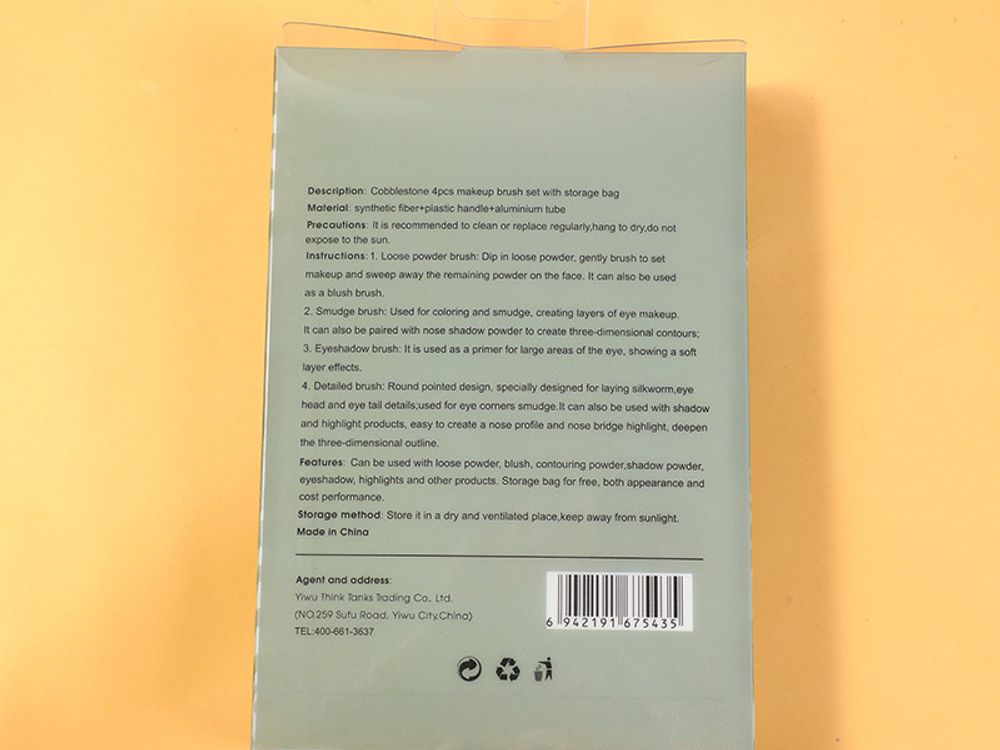 Description: Cobblestone 4pcs makeup brush set with storage bag
Material: synthetic fiber+plastic handle+aluminium tube
Precautions: It is recommended to clean or replace regularly,hang to dry,do not
expose to the sun.
Instructions: 1. Loose powder brush: Dip in loose powder, gently brush to set
makeup and sweep away the remaining powder on the face. It can also be used
as a blush brush.
2. Smudge brush: Used for coloring and smudge, creating layers of eye makeup.
It can also be paired with nose shadow powder to create three-dimensional contours;
3. Eyeshadow brush: It is used as a primer for large areas of the eye, showing a soft
layer effects.
4. Detailed brush: Round pointed design, specially designed for laying silkworm,eye
head and eye tail details;used for eye corners smudge.It can also be used with shadow
and highlight products, easy to create a nose profile and nose bridge highlight, deepen
the three-dimensional outline.
Features: Can be used with loose powder, blush, contouring powder,shadow powder,
eyeshadow, highlights and other products. Storage bag for free, both appearance and
cost performance.
Storage method: Store it in a dry and ventilated place,keep away from sunlight.
Made in China
Agent and address:
Yiwu Think Tanks Trading Co., Ltd.
(NO.259 Sufu Road, Yiwu City,China)
TEL:400-661-3637
6 942191 675435